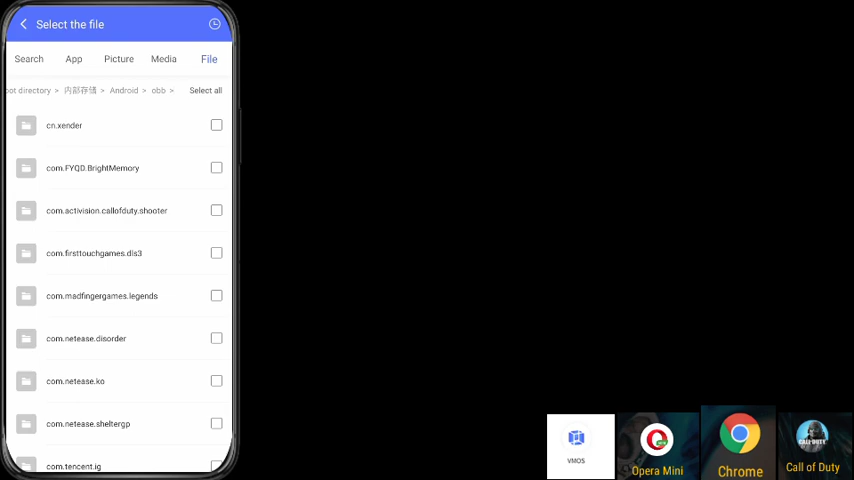 Select the file
Search App Picture Media File
oot directory > 内部存储 > Android > obb > Select all
cn.xender
com.FYQD.BrightMemory
com.activision.callofduty.shooter
com.firsttouchgames.dls3
com.madfingergames.legends
com.netease.disorder
com.netease.ko
com.netease.sheltergp
com.tencent.ig
VMOS
Opera Mini
Chrome
CALL·DUTY
Call of Duty